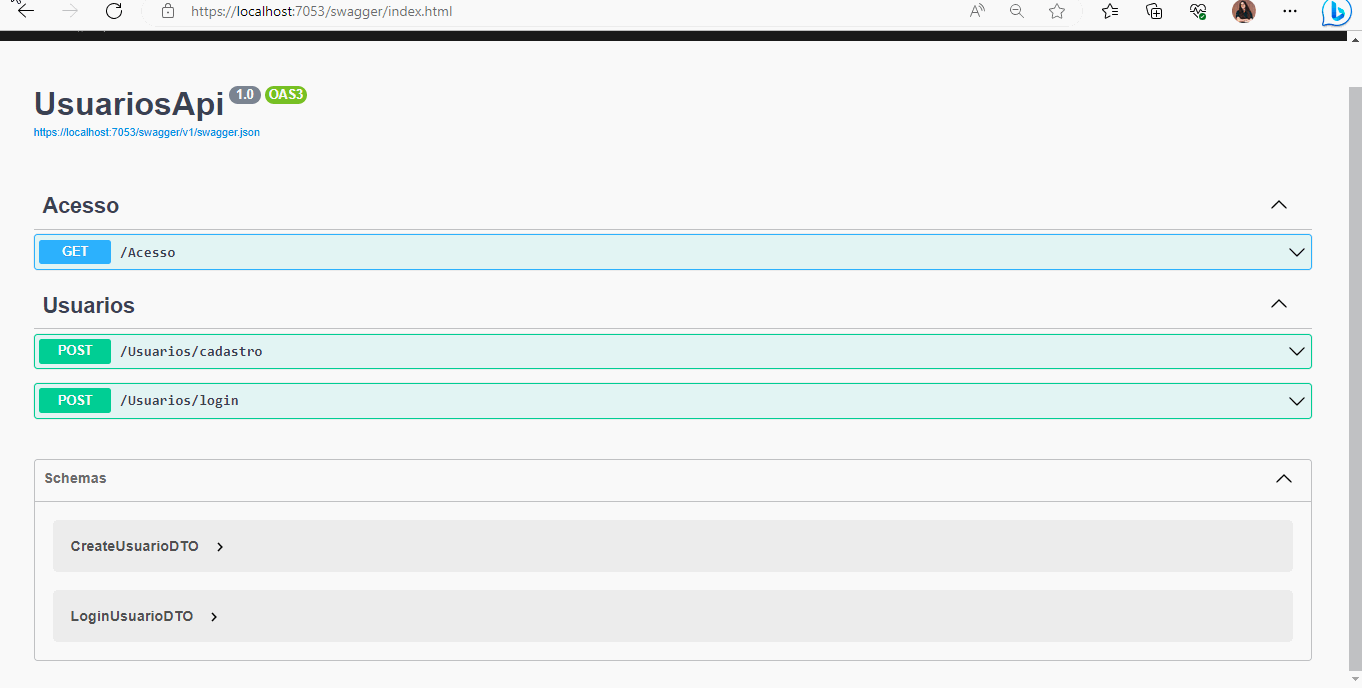 https://localhost:7053/swagger/index.html
UsuariosApi 1.0 OAS3
https://localhost:7053/swagger/v1/swagger.json
Acesso
GET /Acesso
Usuarios
POST /Usuarios/cadastro
POST /Usuarios/login
Schemas
CreateUsuarioDTO
LoginUsuarioDTO